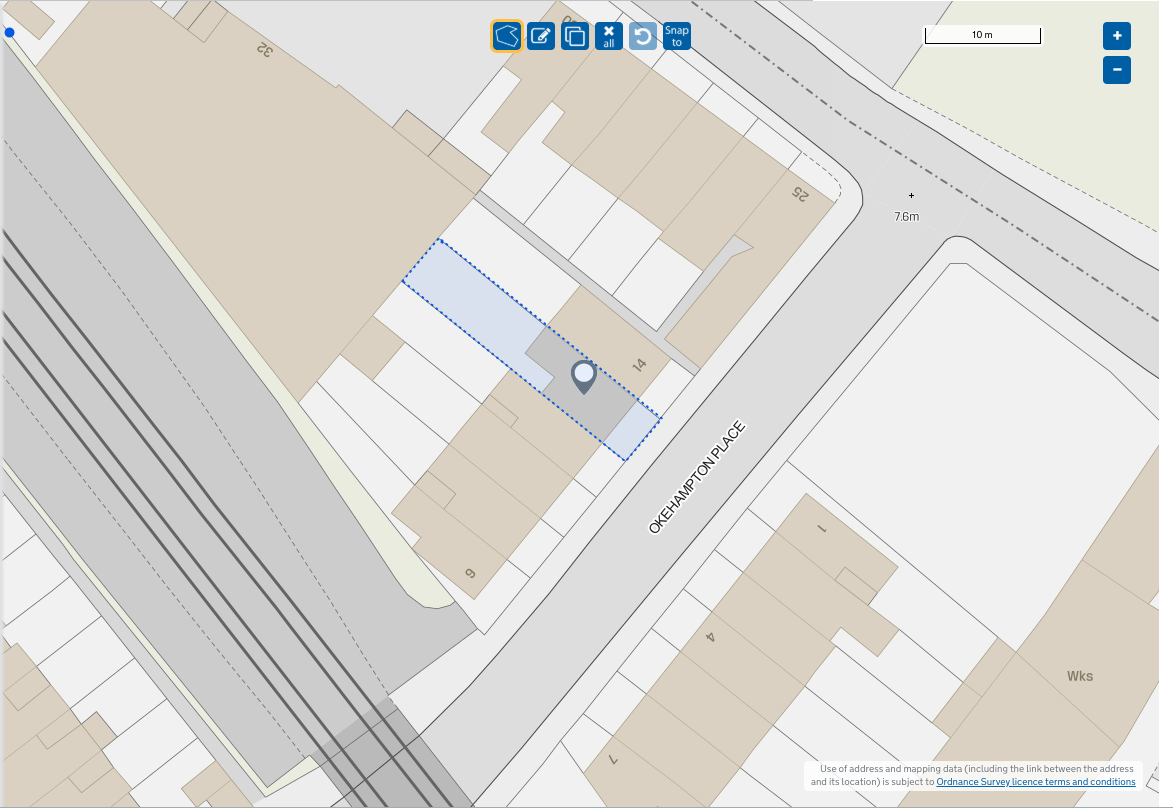 32
30
all
Snap
to
10 m
+
−
25
7.6m
14
OKEHAMPTON PLACE
9
1
4
7
Wks
Use of address and mapping data (including the link between the address
and its location) is subject to Ordnance Survey licence terms and conditions